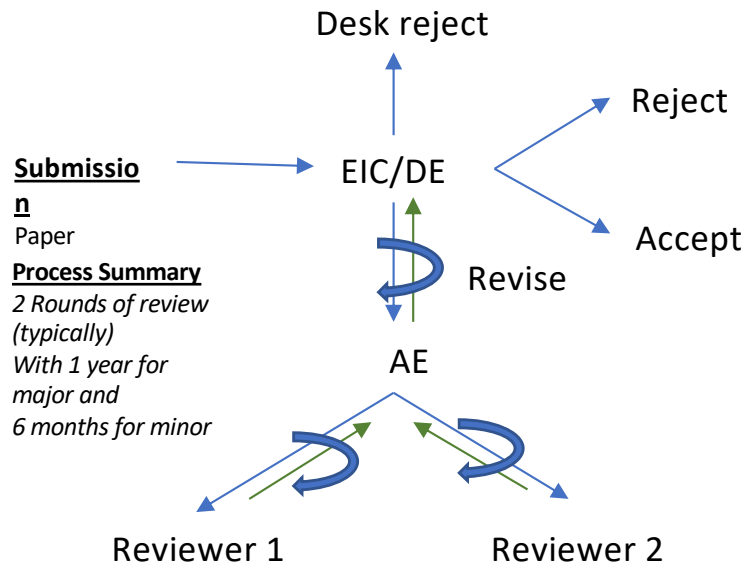 Desk reject
Reject
Submissio
n
EIC/DE
Paper
Accept
Process Summary
2 Rounds of review
(typically)
With 1 year for
major and
6 months for minor
Revise
AE
Reviewer 1
Reviewer 2